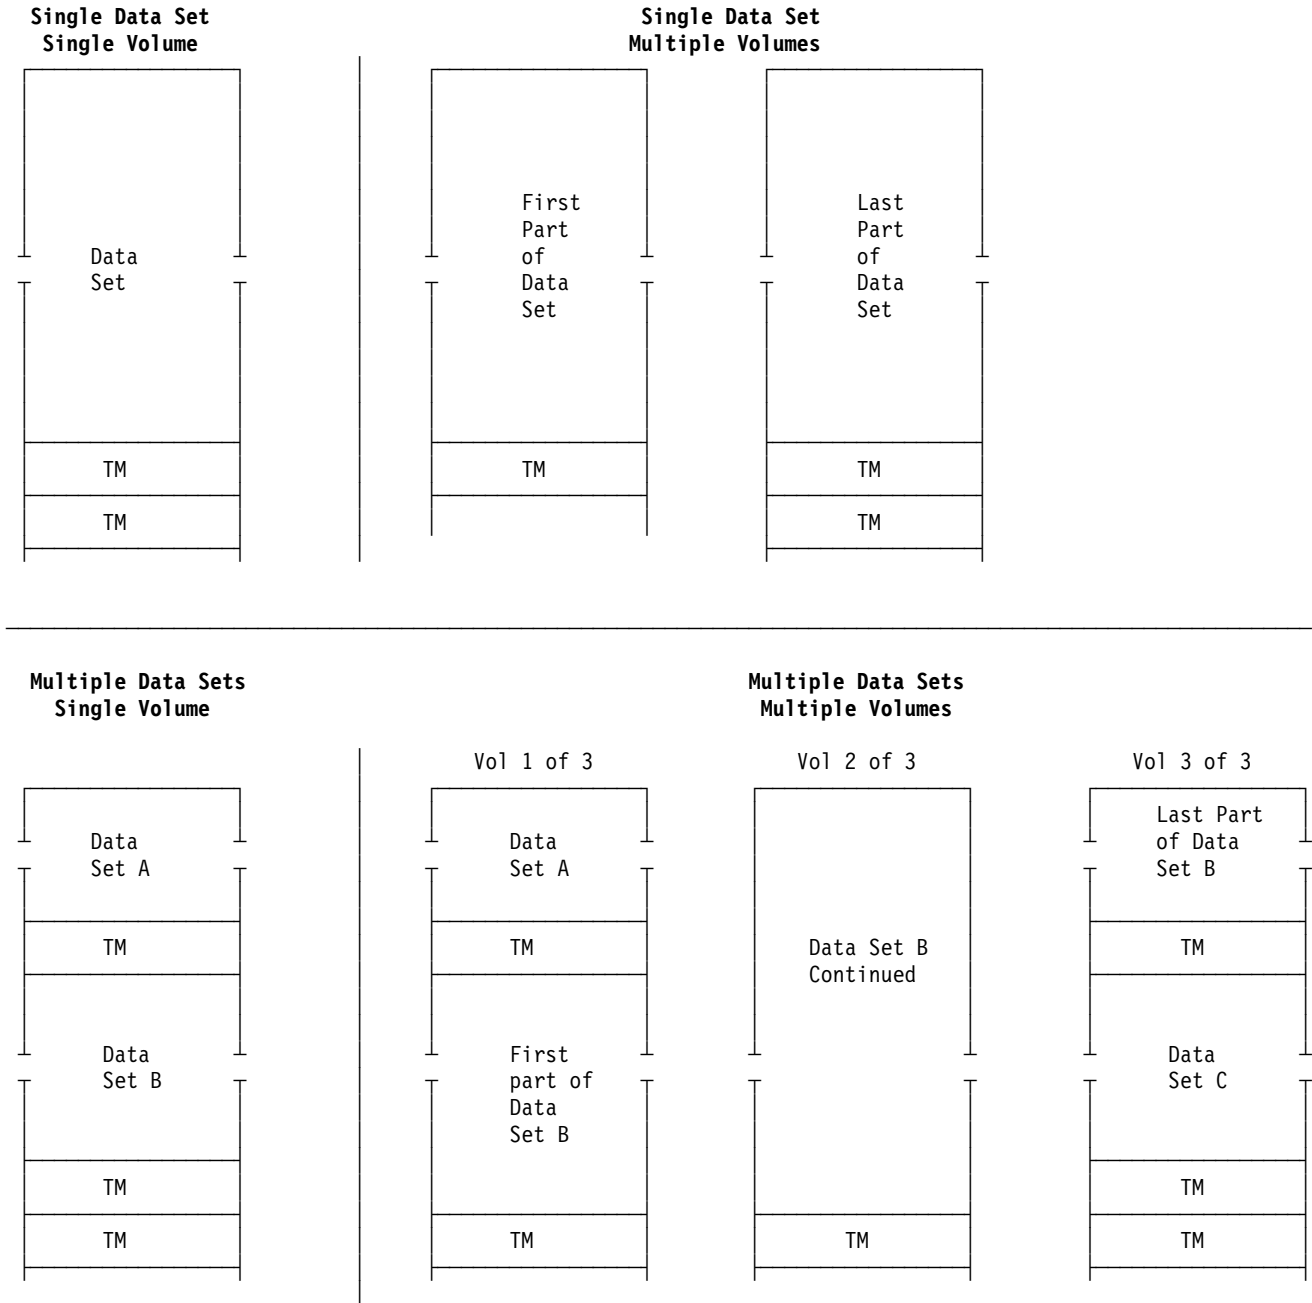 Single Data Set
Single Volume
Single Data Set
Multiple Volumes
Data
Set
TM
TM
First
Part
of
Data
Set
TM
Last
Part
of
Data
Set
TM
TM
Multiple Data Sets
Single Volume
Data
Set A
TM
Data
Set B
TM
TM
Multiple Data Sets
Multiple Volumes
Vol 1 of 3
Data
Set A
TM
First
part of
Data
Set B
TM
Vol 2 of 3
Data Set B
Continued
TM
Vol 3 of 3
Last Part
of Data
Set B
TM
Data
Set C
TM
TM